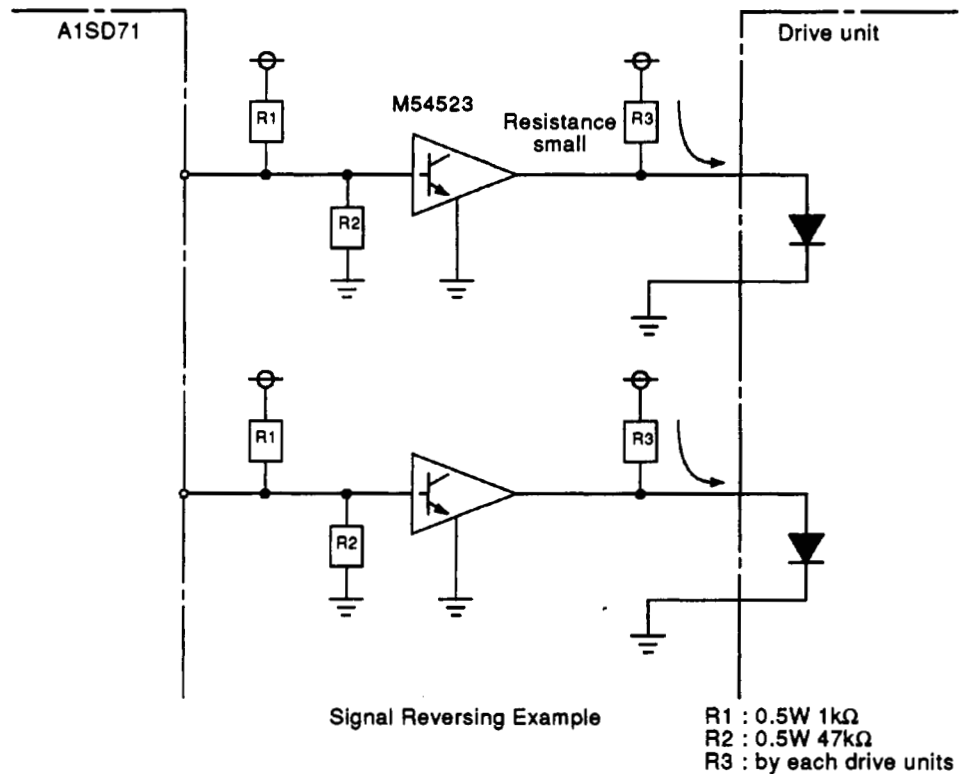 A1SD71
Drive unit
R1
M54523
Resistance
small
R3
R2
R1
R3
R2
Signal Reversing Example
R1 : 0.5W 1kΩ
R2 : 0.5W 47kΩ
R3 : by each drive units